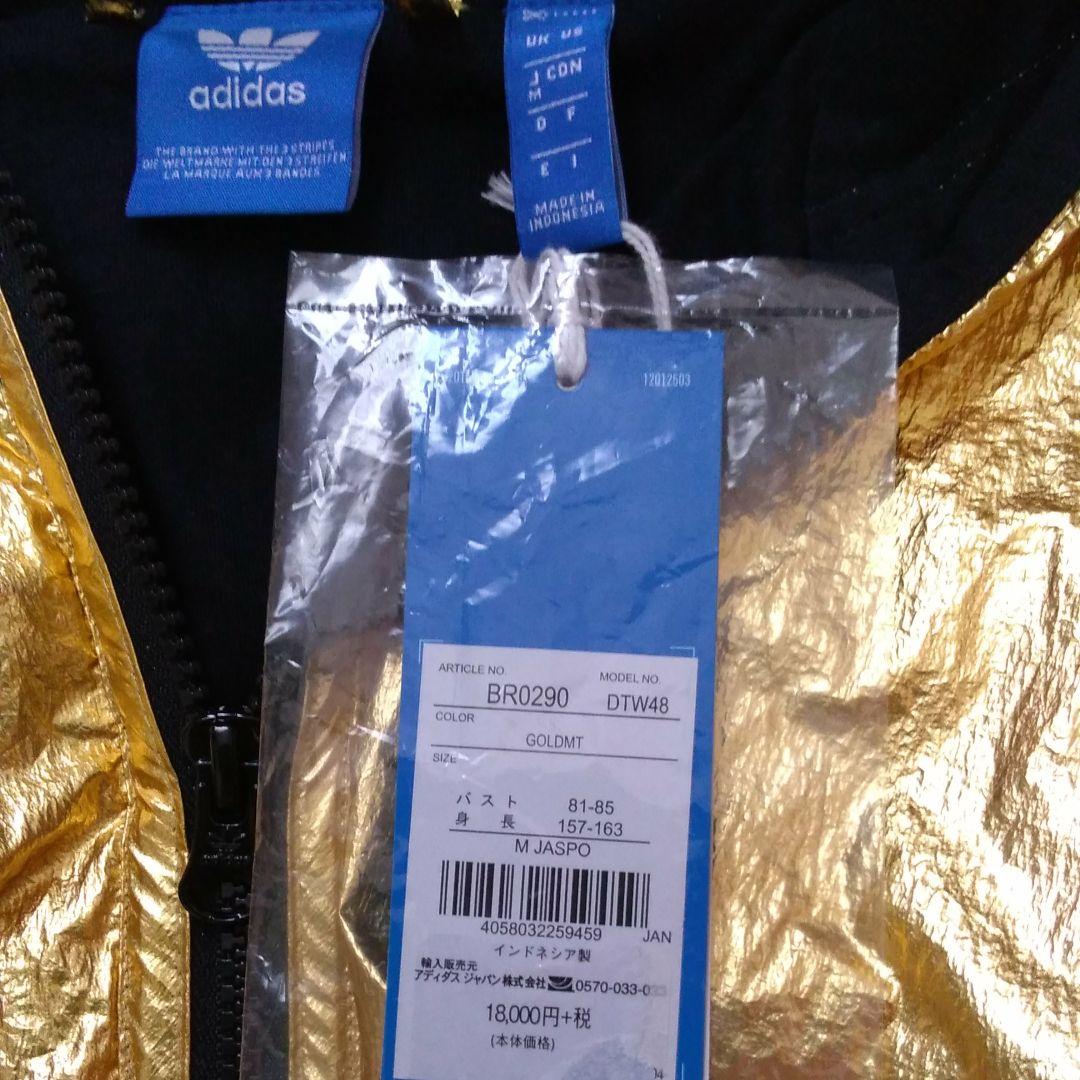 adidas
THE BRAND WITH THE 3 STRIPES
DIE WELTMARKE MIT DEN 3 STREIFEN
LA MARQUE AUX 3 BANDES
UK US
J CDN
M
D F
E I
MADE IN
INDONESIA
12012603
ARTICLE NO. MODEL NO.
BR0290 DTW48
COLOR
GOLDMT
SIZE
バスト 81-85
身長 157-163
M JASPO
4058032259459 JAN
インドネシア製
輸入販売元
アディダス ジャパン株式会社 0570-033-033
18,000円+税
(本体価格)
04